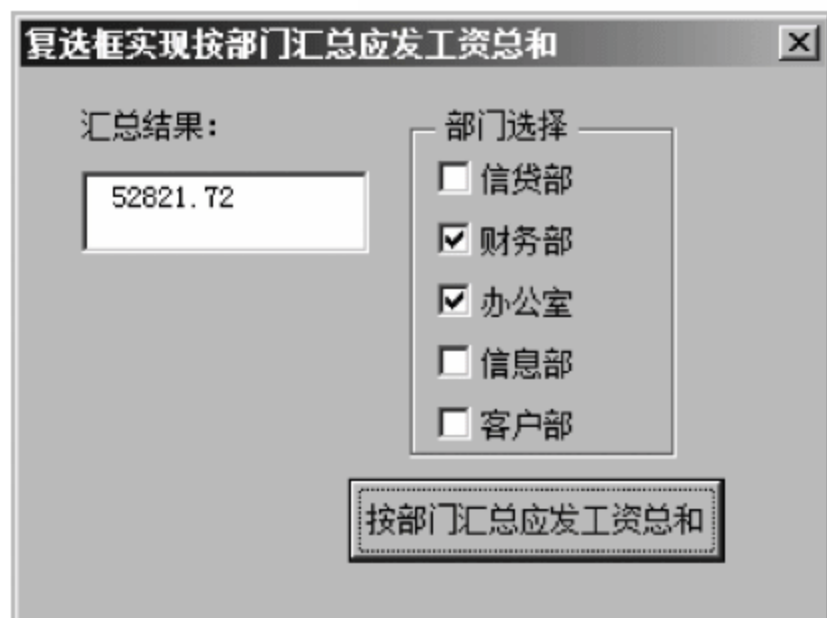 复选框实现按部门汇总应发工资总和
汇总结果:
52821.72
部门选择
信贷部
财务部
办公室
信息部
客户部
按部门汇总应发工资总和